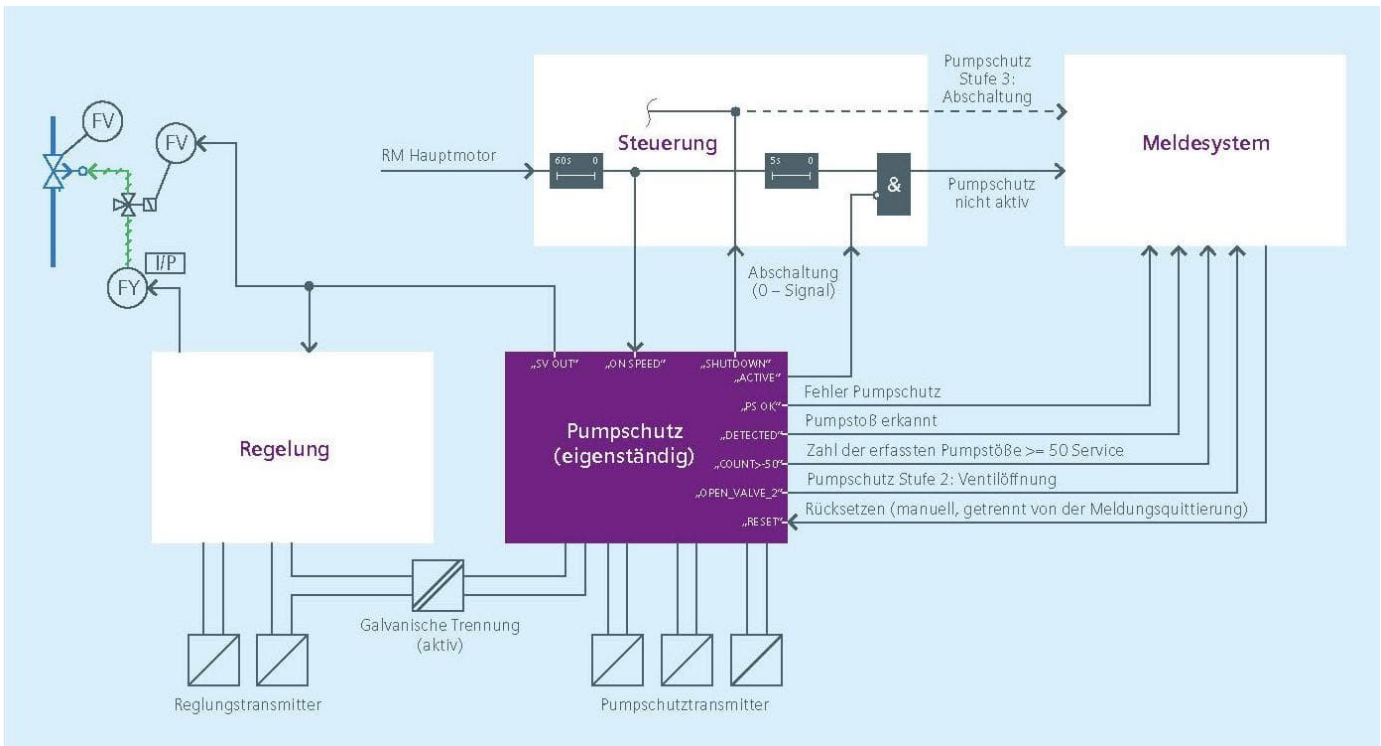 Pumpschutz
Stufe 3:
Abschaltung
FV
FV
Steuerung
Meldesystem
RM Hauptmotor
60s 0
5s 0
&
Pumpschutz
nicht aktiv
I/P
FY
Abschaltung
(0 – Signal)
„SV OUT“
„ON SPEED“
„SHUTDOWN“
„ACTIVE“
Fehler Pumpschutz
„PS OK“
Pumpstoß erkannt
„DETECTED“
Regelung
Pumpschutz
(eigenständig)
Zahl der erfassten Pumpstöße >= 50 Service
„COUNT>-50“
Pumpschutz Stufe 2: Ventilöffnung
„OPEN_VALVE_2“
Rücksetzen (manuell, getrennt von der Meldungsquittierung)
„RESET“
Galvanische Trennung
(aktiv)
Reglungstransmitter
Pumpschutztransmitter